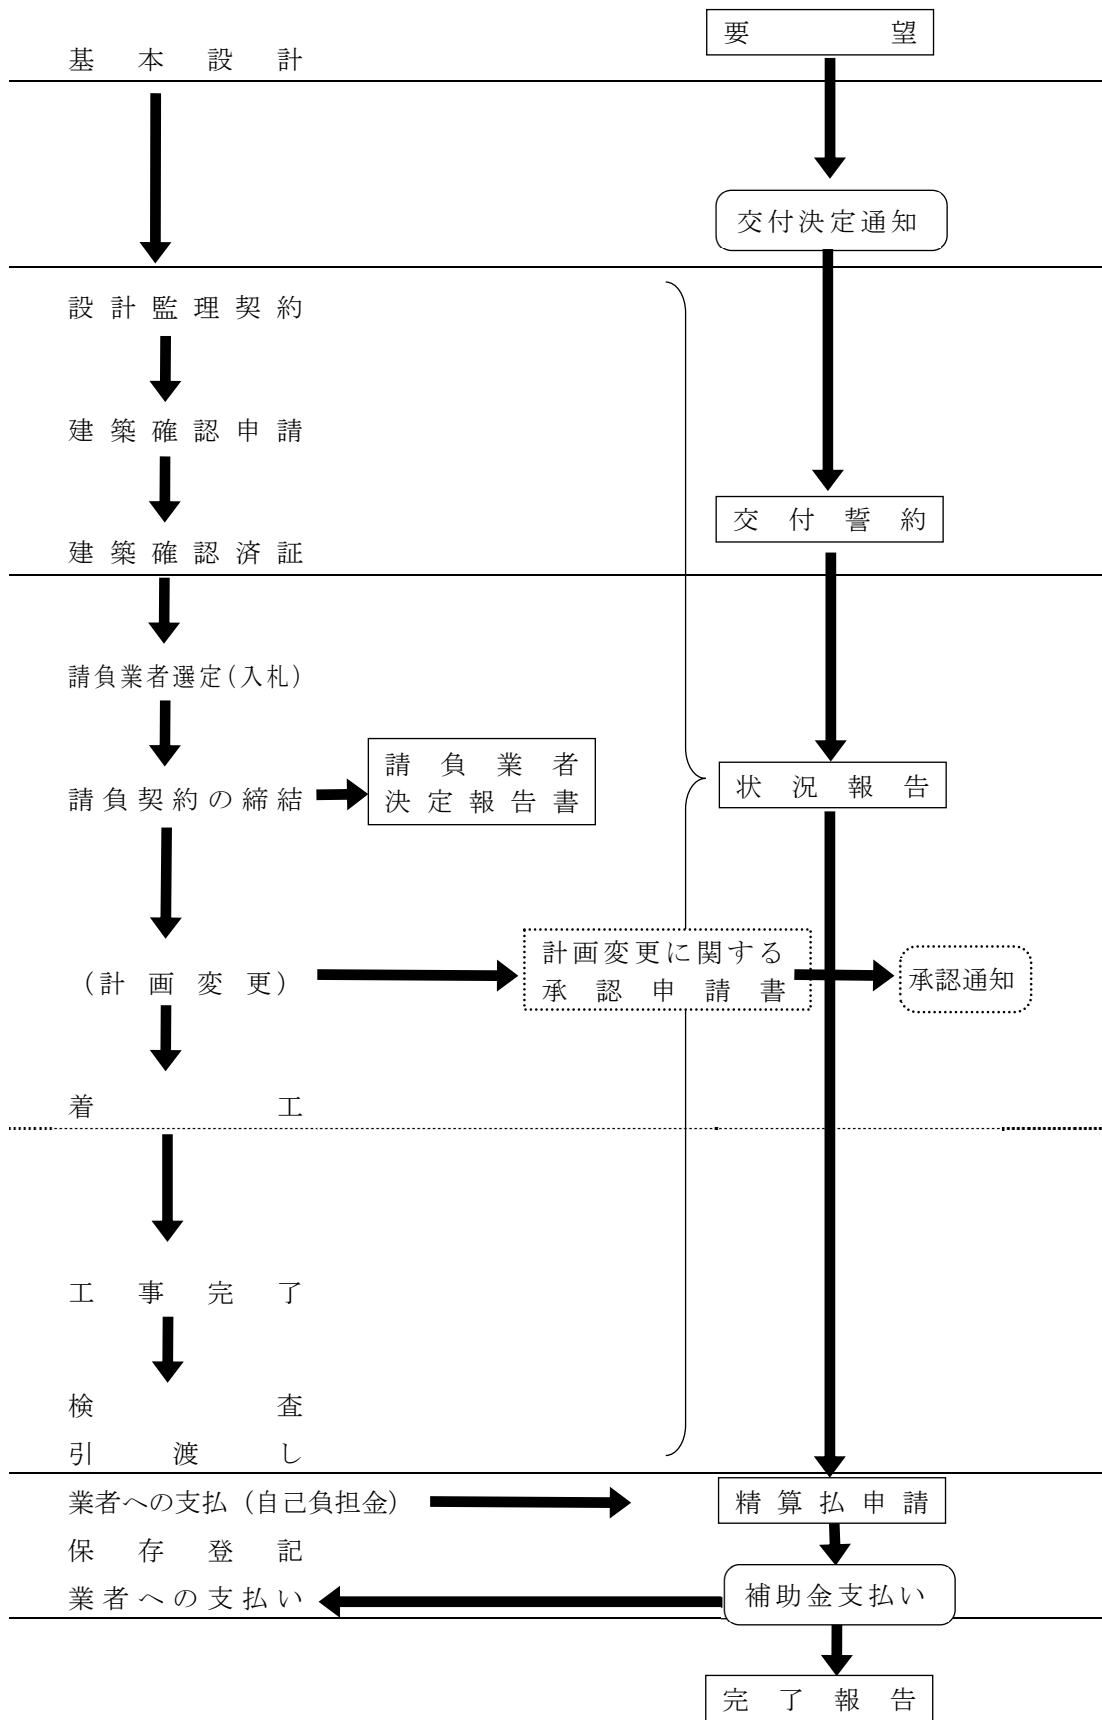 要望
基本設計
交付決定通知
設計監理契約
建築確認申請
交付誓約
建築確認済証
請負業者選定(入札)
請負業者
決定報告書
請負契約の締結
状況報告
計画変更に関する
承認申請書
(計画変更)
承認通知
着工
工事完了
検査
引渡し
業者への支払(自己負担金)
精算払申請
保存登記
業者への支払い
補助金支払い
完了報告